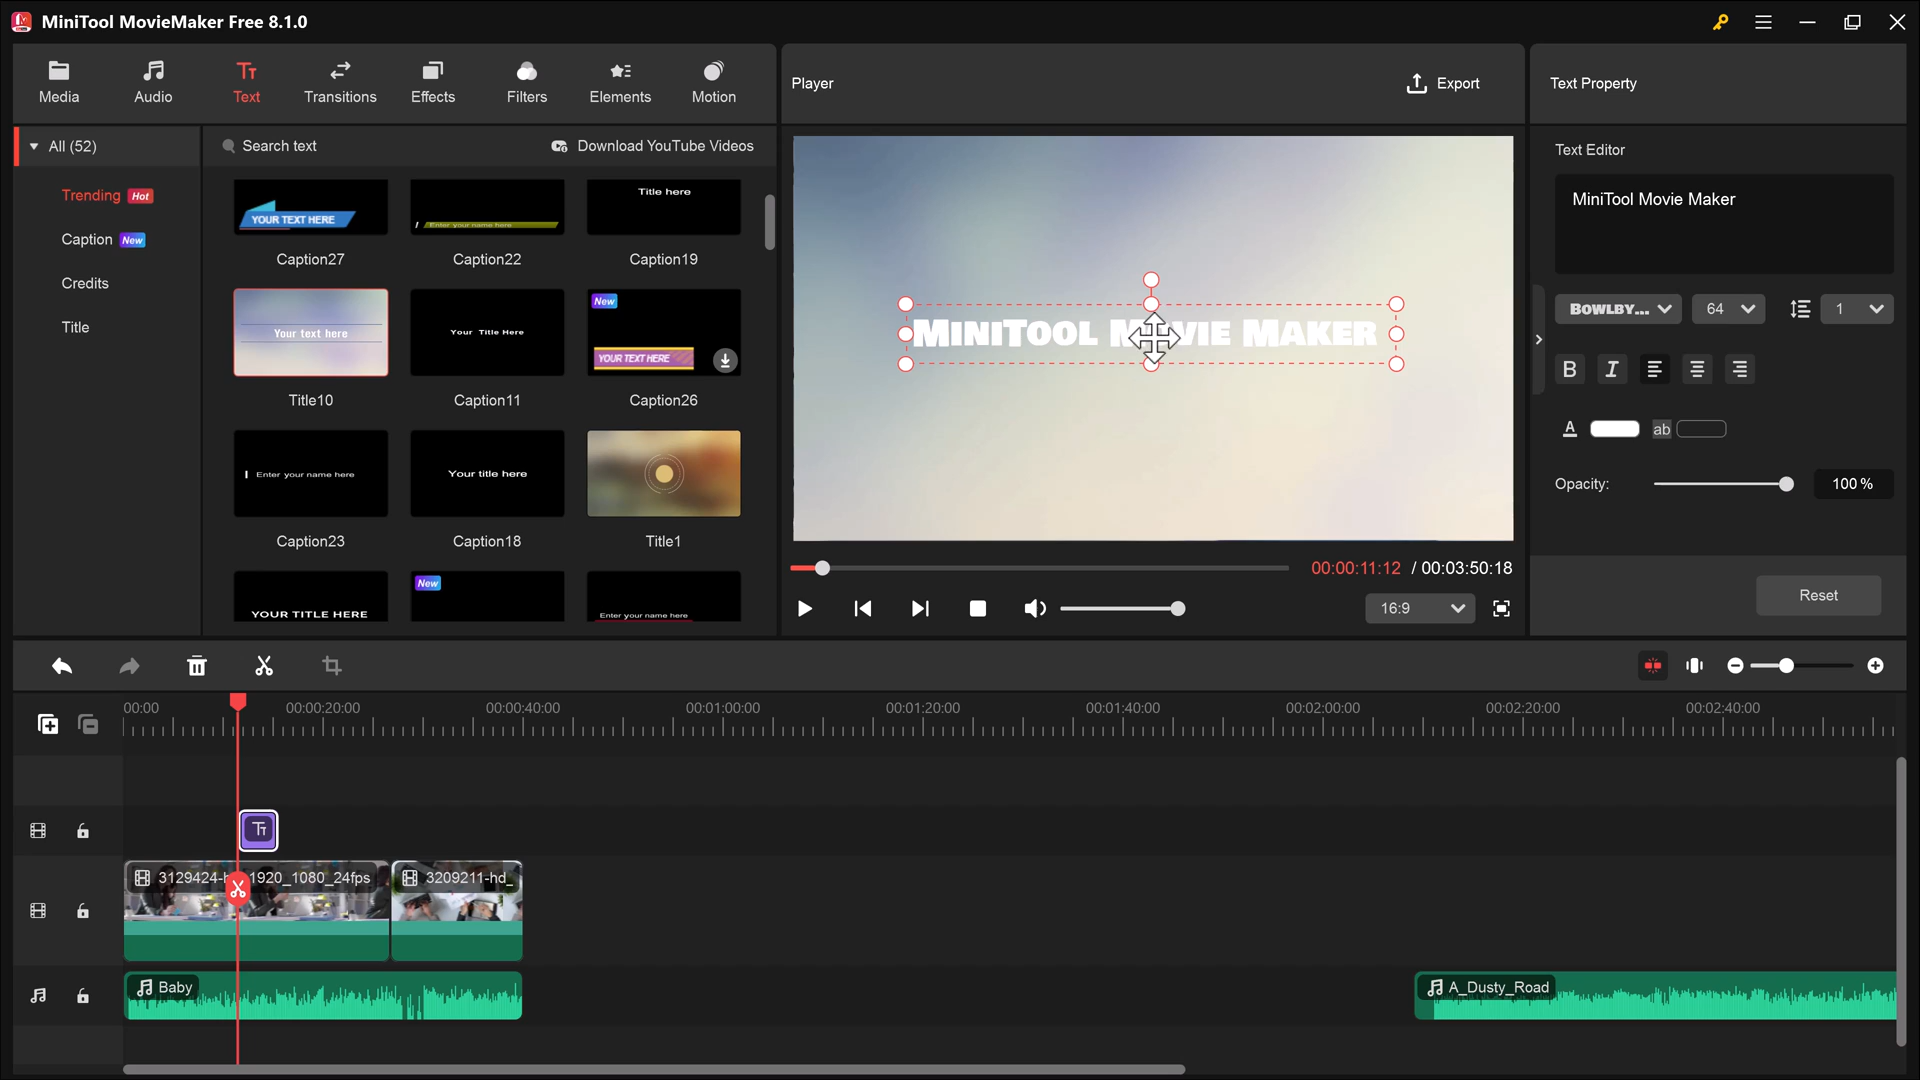 MiniTool MovieMaker Free 8.1.0
Media
Audio
Text
Transitions
Effects
Filters
Elements
Motion
Player
Export
Text Property
All (52)
Search text
Download YouTube Videos
Trending Hot
Caption New
Credits
Title
YOUR TEXT HERE
Enter your name here
Title here
Caption27
Caption22
Caption19
Your text here
Your Title Here
New
YOUR TEXT HERE
Title10
Caption11
Caption26
Enter your name here
Your title here
Caption23
Caption18
Title1
YOUR TITLE HERE
New
Enter your name here
MiniTool Movie Maker
00:00:11:12 / 00:03:50:18
16:9
Text Editor
MiniTool Movie Maker
Bowlby...
64
1
B
I
A
ab
Opacity:
100 %
Reset
00:00
00:00:20:00
00:00:40:00
00:01:00:00
00:01:20:00
00:01:40:00
00:02:00:00
00:02:20:00
00:02:40:00
3129424-h
1920_1080_24fps
3209211-hd_
Baby
A_Dusty_Road